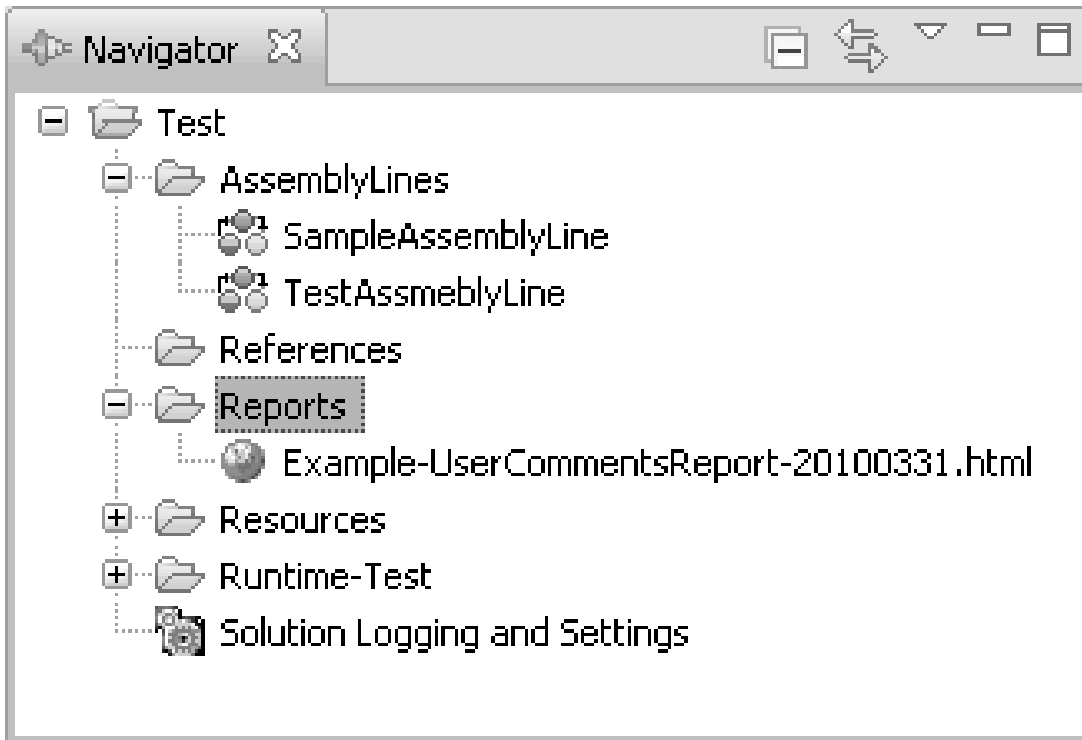 Navigator
Test
AssemblyLines
SampleAssemblyLine
TestAssmeblyLine
References
Reports
Example-UserCommentsReport-20100331.html
Resources
Runtime-Test
Solution Logging and Settings